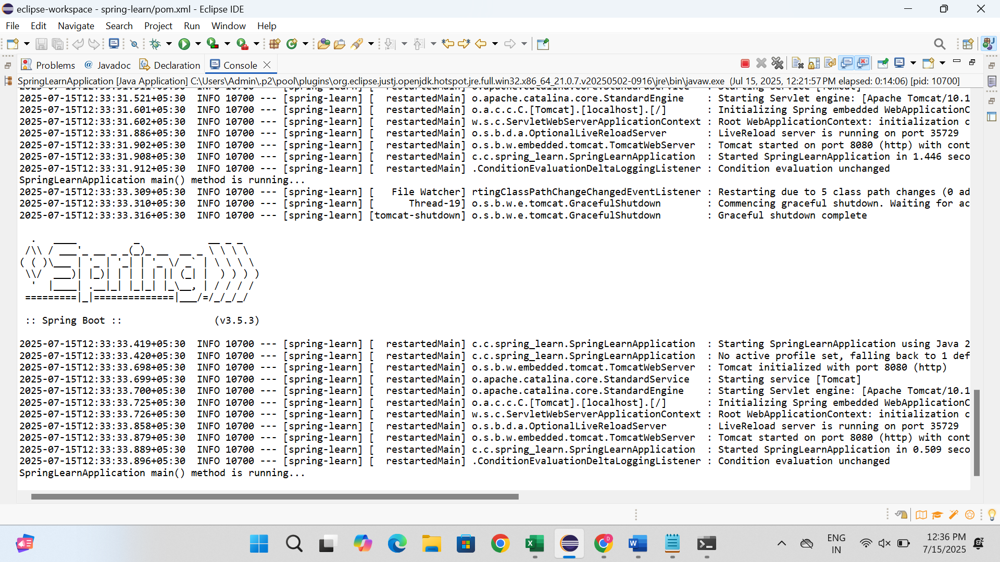 eclipse-workspace - spring-learn/pom.xml - Eclipse IDE
File Edit Navigate Search Project Run Window Help
Problems @ Javadoc Declaration Console
SpringLearnApplication [Java Application] C:\Users\Admin\.p2\pool\plugins\org.eclipse.justj.openjdk.hotspot.jre.full.win32.x86_64_21.0.7.v20250502-0916\jre\bin\javaw.exe (Jul 15, 2025, 12:21:57 PM elapsed: 0:14:06) [pid: 10700]
2025-07-15T12:33:31.521+05:30  INFO 10700 --- [spring-learn] [  restartedMain] o.apache.catalina.core.StandardEngine    : Starting Servlet engine: [Apache Tomcat/10.1
2025-07-15T12:33:31.601+05:30  INFO 10700 --- [spring-learn] [  restartedMain] o.a.c.c.C.[Tomcat].[localhost].[/]       : Initializing Spring embedded WebApplicationC
2025-07-15T12:33:31.602+05:30  INFO 10700 --- [spring-learn] [  restartedMain] w.s.c.ServletWebServerApplicationContext : Root WebApplicationContext: initialization c
2025-07-15T12:33:31.886+05:30  INFO 10700 --- [spring-learn] [  restartedMain] o.s.b.d.a.OptionalLiveReloadServer       : LiveReload server is running on port 35729
2025-07-15T12:33:31.902+05:30  INFO 10700 --- [spring-learn] [  restartedMain] o.s.b.w.embedded.tomcat.TomcatWebServer  : Tomcat started on port 8080 (http) with cont
2025-07-15T12:33:31.908+05:30  INFO 10700 --- [spring-learn] [  restartedMain] c.c.spring_learn.SpringLearnApplication  : Started SpringLearnApplication in 1.446 seco
2025-07-15T12:33:31.912+05:30  INFO 10700 --- [spring-learn] [  restartedMain] .ConditionEvaluationDeltaLoggingListener : Condition evaluation unchanged
SpringLearnApplication main() method is running...
2025-07-15T12:33:33.309+05:30  INFO 10700 --- [spring-learn] [   File Watcher] rtingClassPathChangeChangedEventListener : Restarting due to 5 class path changes (0 ad
2025-07-15T12:33:33.310+05:30  INFO 10700 --- [spring-learn] [      Thread-19] o.s.b.w.e.tomcat.GracefulShutdown        : Commencing graceful shutdown. Waiting for ac
2025-07-15T12:33:33.316+05:30  INFO 10700 --- [spring-learn] [tomcat-shutdown] o.s.b.w.e.tomcat.GracefulShutdown        : Graceful shutdown complete
  .   ____          _            __ _ _
 /\\ / ___'_ __ _ _(_)_ __  __ _ \ \ \ \
( ( )\___ | '_ | '_| | '_ \/ _` | \ \ \ \
 \\/  ___)| |_)| | | | | || (_| |  ) ) ) )
  '  |____| .__|_| |_|_| |_\__, | / / / /
 =========|_|==============|___/=/_/_/_/
 :: Spring Boot ::                (v3.5.3)
2025-07-15T12:33:33.419+05:30  INFO 10700 --- [spring-learn] [  restartedMain] c.c.spring_learn.SpringLearnApplication  : Starting SpringLearnApplication using Java 2
2025-07-15T12:33:33.420+05:30  INFO 10700 --- [spring-learn] [  restartedMain] c.c.spring_learn.SpringLearnApplication  : No active profile set, falling back to 1 def
2025-07-15T12:33:33.698+05:30  INFO 10700 --- [spring-learn] [  restartedMain] o.s.b.w.embedded.tomcat.TomcatWebServer  : Tomcat initialized with port 8080 (http)
2025-07-15T12:33:33.699+05:30  INFO 10700 --- [spring-learn] [  restartedMain] o.apache.catalina.core.StandardService   : Starting service [Tomcat]
2025-07-15T12:33:33.700+05:30  INFO 10700 --- [spring-learn] [  restartedMain] o.apache.catalina.core.StandardEngine    : Starting Servlet engine: [Apache Tomcat/10.1
2025-07-15T12:33:33.725+05:30  INFO 10700 --- [spring-learn] [  restartedMain] o.a.c.c.C.[Tomcat].[localhost].[/]       : Initializing Spring embedded WebApplicationC
2025-07-15T12:33:33.726+05:30  INFO 10700 --- [spring-learn] [  restartedMain] w.s.c.ServletWebServerApplicationContext : Root WebApplicationContext: initialization c
2025-07-15T12:33:33.858+05:30  INFO 10700 --- [spring-learn] [  restartedMain] o.s.b.d.a.OptionalLiveReloadServer       : LiveReload server is running on port 35729
2025-07-15T12:33:33.879+05:30  INFO 10700 --- [spring-learn] [  restartedMain] o.s.b.w.embedded.tomcat.TomcatWebServer  : Tomcat started on port 8080 (http) with cont
2025-07-15T12:33:33.889+05:30  INFO 10700 --- [spring-learn] [  restartedMain] c.c.spring_learn.SpringLearnApplication  : Started SpringLearnApplication in 0.509 seco
2025-07-15T12:33:33.896+05:30  INFO 10700 --- [spring-learn] [  restartedMain] .ConditionEvaluationDeltaLoggingListener : Condition evaluation unchanged
SpringLearnApplication main() method is running...
ENG
IN
12:36 PM
7/15/2025